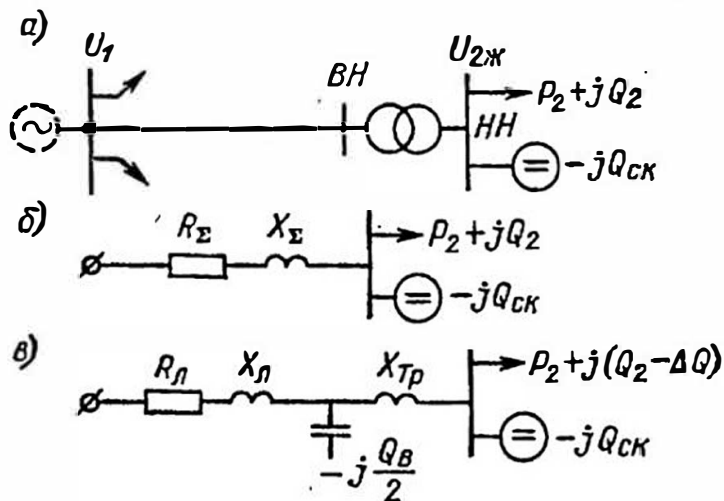 а)
U₁
ВН
U₂ж
P₂+jQ₂
НН
−jQск
б)
RΣ
XΣ
P₂+jQ₂
−jQск
в)
Rл
Xл
XТр
P₂+j(Q₂−ΔQ)
−j Qв/2
−jQск